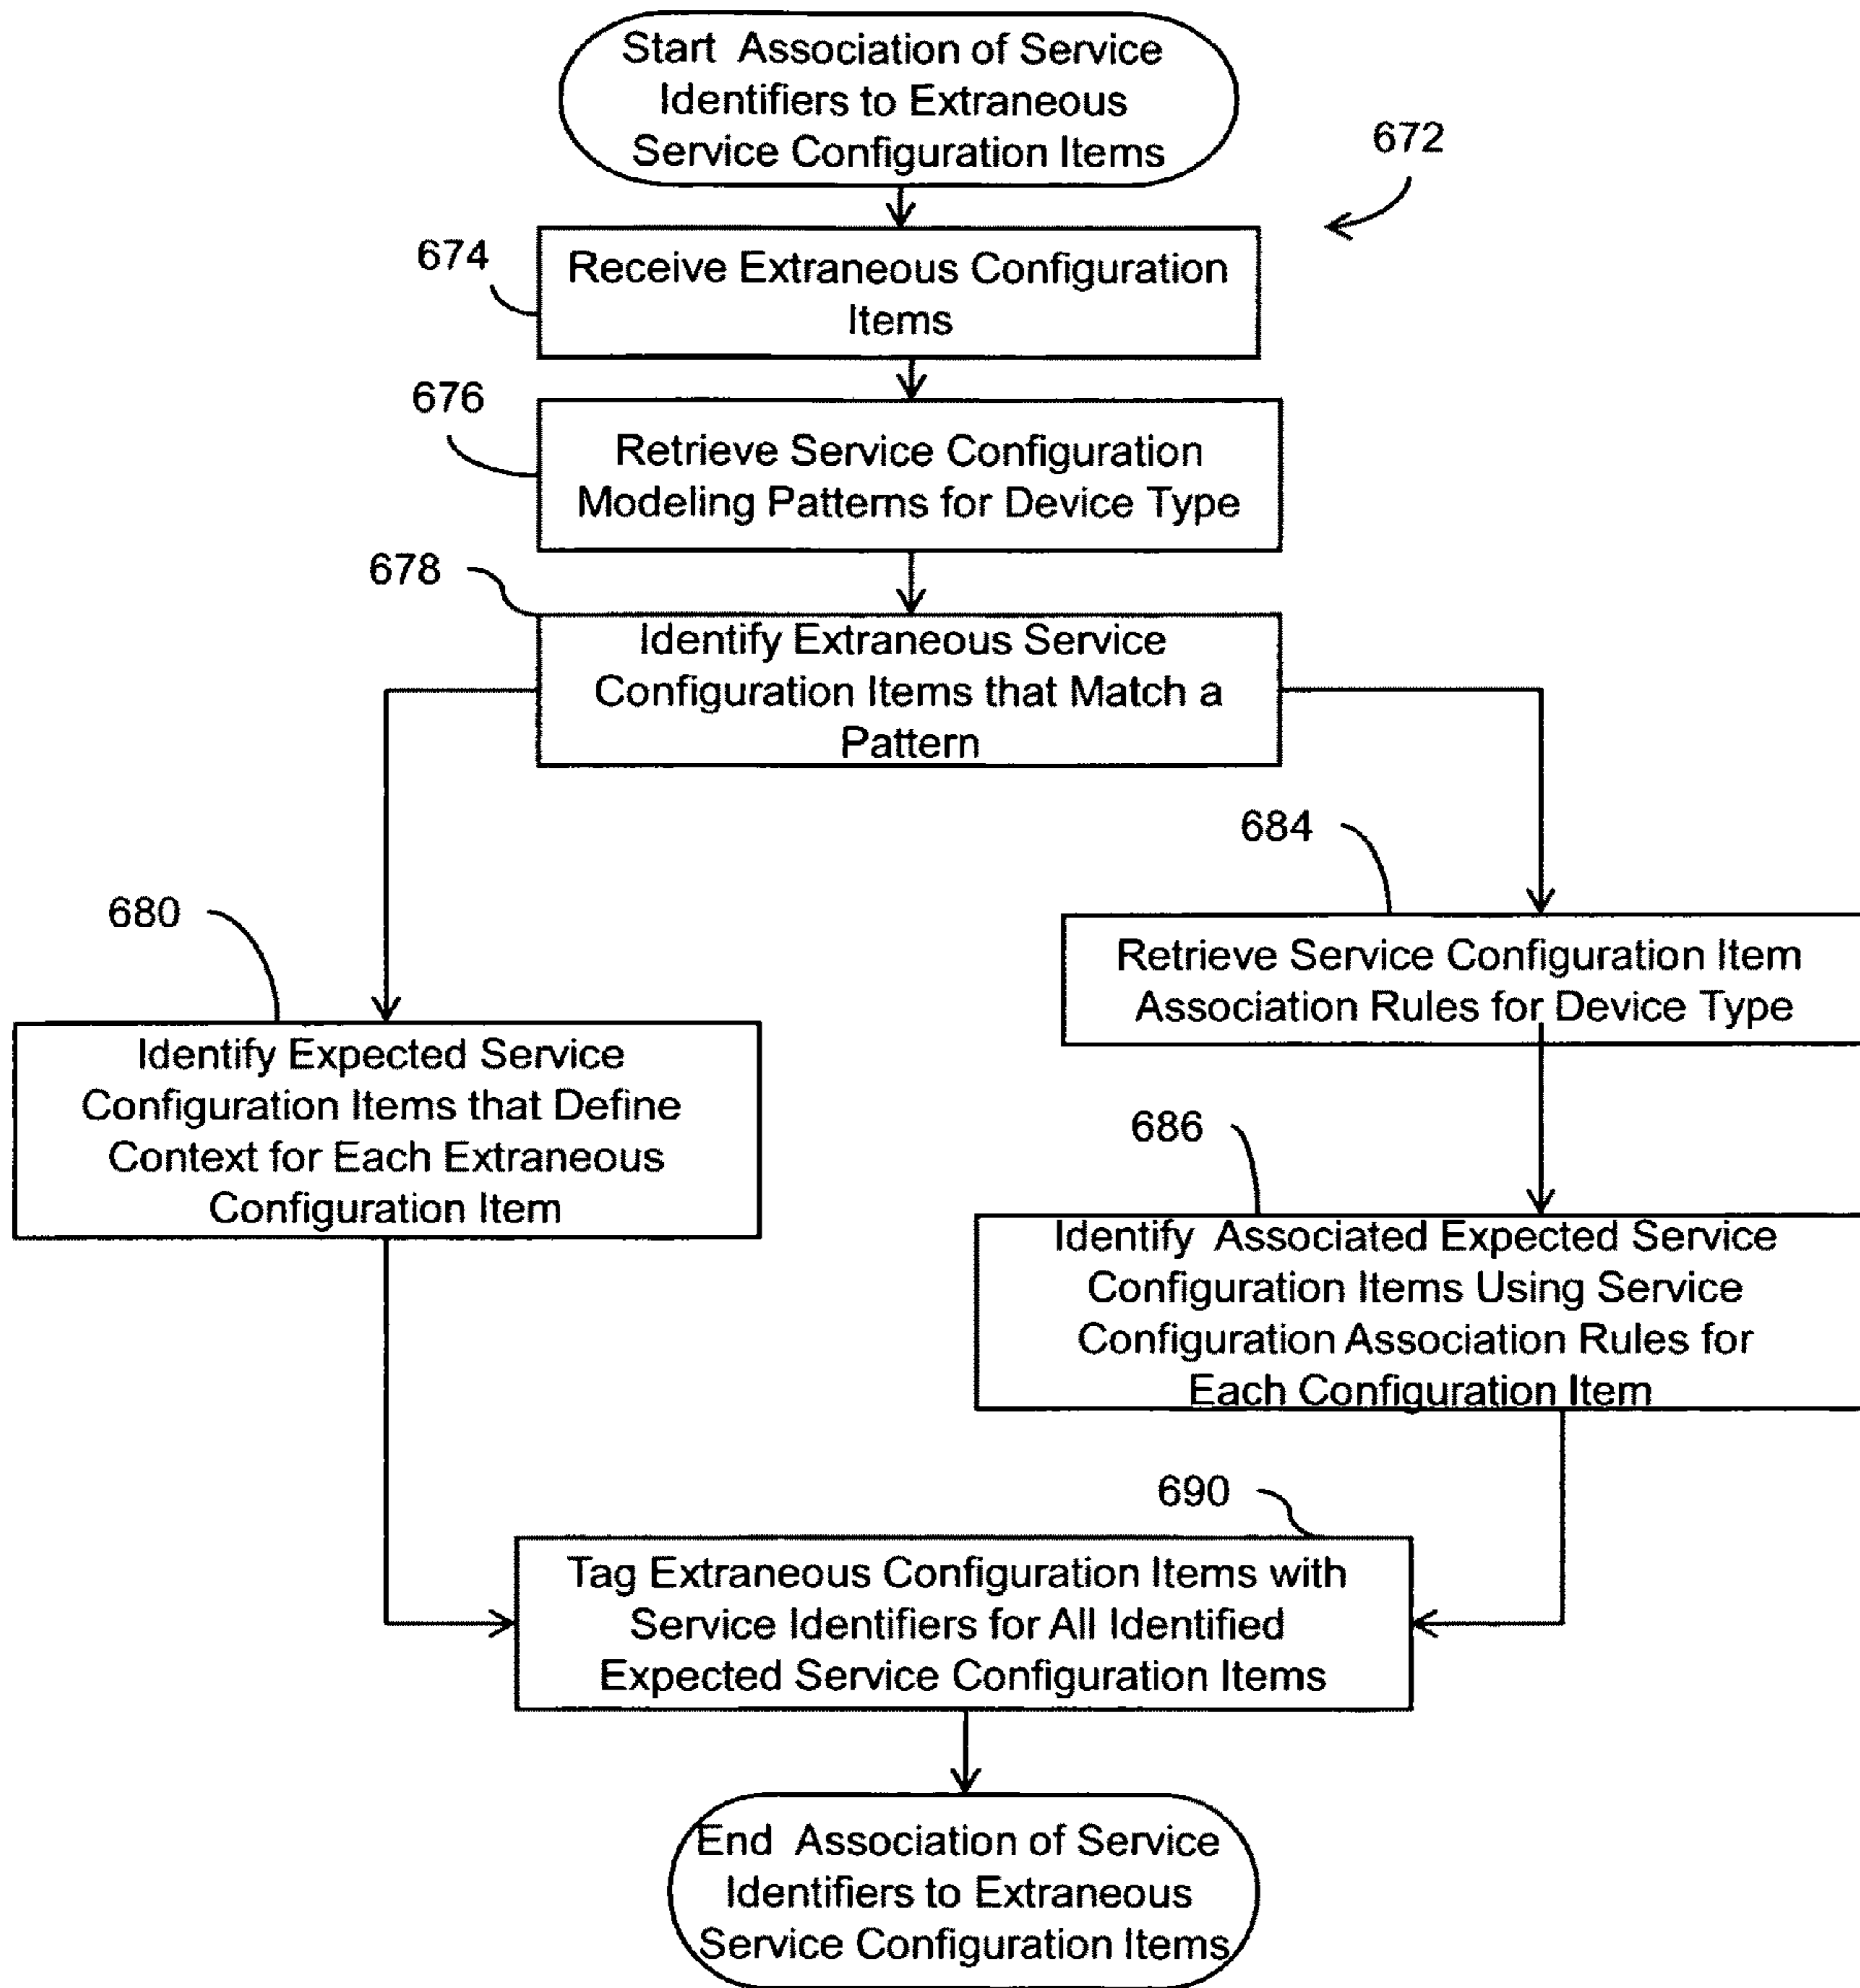 Start Association of Service
Identifiers to Extraneous
Service Configuration Items
672
674
Receive Extraneous Configuration
Items
676
Retrieve Service Configuration
Modeling Patterns for Device Type
678
Identify Extraneous Service
Configuration Items that Match a
Pattern
684
680
Retrieve Service Configuration Item
Association Rules for Device Type
Identify Expected Service
Configuration Items that Define
Context for Each Extraneous
Configuration Item
686
Identify Associated Expected Service
Configuration Items Using Service
Configuration Association Rules for
Each Configuration Item
690
Tag Extraneous Configuration Items with
Service Identifiers for All Identified
Expected Service Configuration Items
End Association of Service
Identifiers to Extraneous
Service Configuration Items